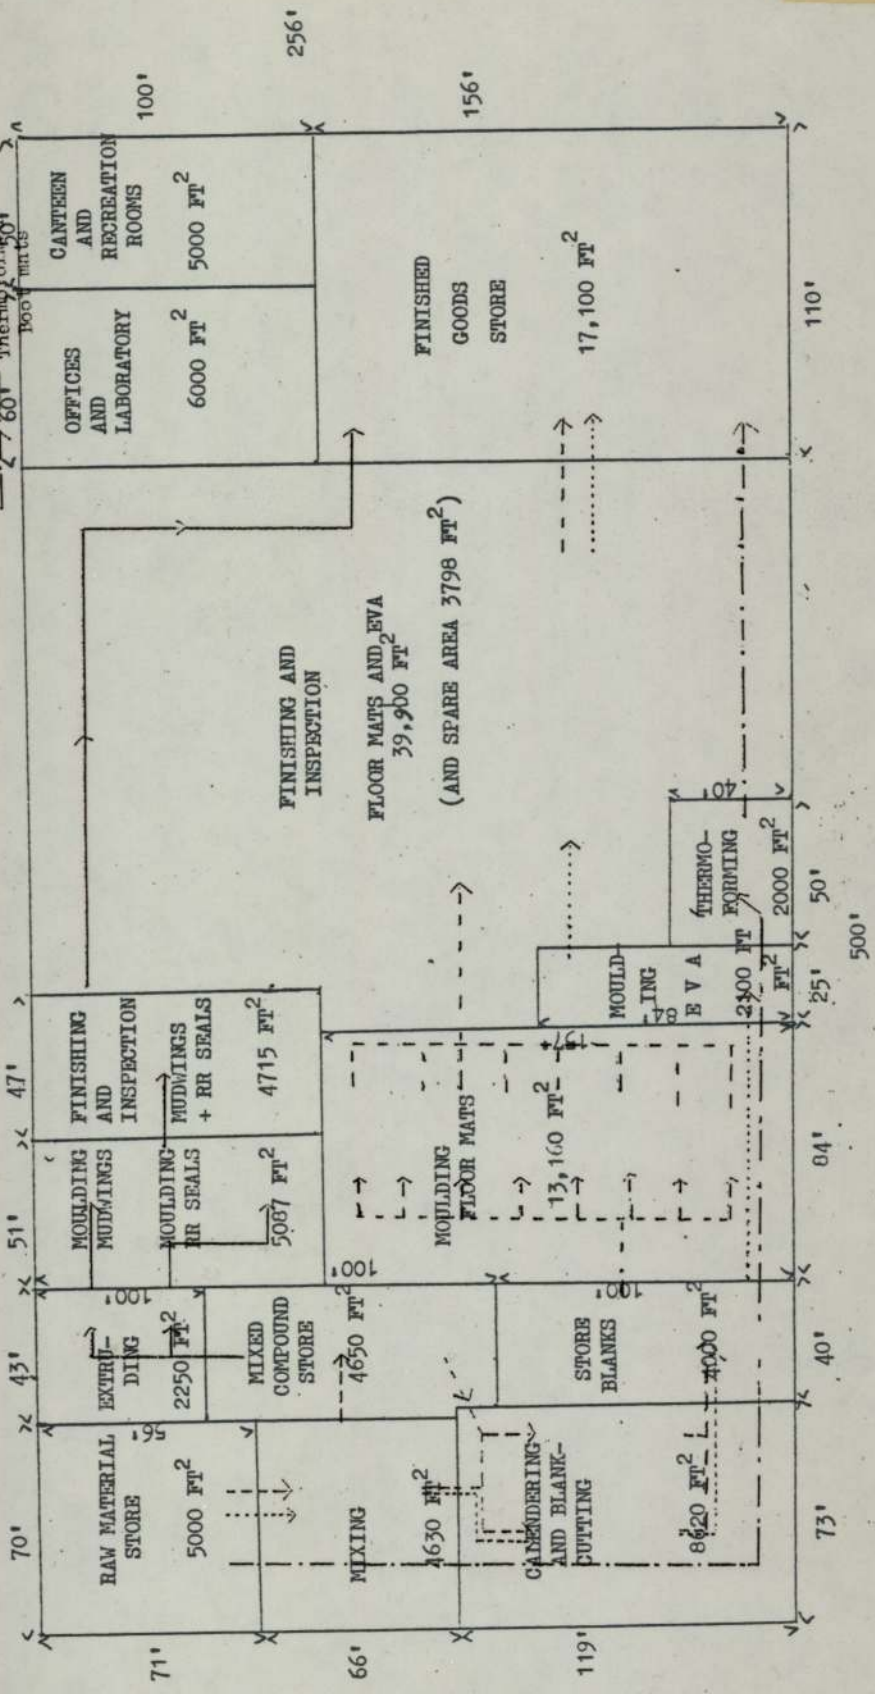 70'
43'
51'
47'
60'
50'
Boot mats
71'
66'
119'
RAW MATERIAL
STORE
5000 FT²
56'
EXTRU-
DING
2250 FT²
100'
MOULDING
MUDWINGS
MOULDING
RR SEALS
5087 FT²
FINISHING
AND
INSPECTION
MUDWINGS
+ RR SEALS
4715 FT²
OFFICES
AND
LABORATORY
6000 FT²
CANTEEN
AND
RECREATION
ROOMS
5000 FT²
100'
256'
156'
MIXING
4630 FT²
MIXED
COMPOUND
STORE
4650 FT²
100'
FINISHING AND
INSPECTION
FLOOR MATS AND EVA
39,900 FT²
(AND SPARE AREA 3798 FT²)
FINISHED
GOODS
STORE
17,100 FT²
CALENDERING
AND BLANK-
CUTTING
FT²
STORE
BLANKS
4000 FT²
100'
MOULDING
FLOOR MATS
13,160 FT²
157'
MOULD-
ING
E V A
2100 FT
FT²
84'
THERMO-
FORMING
2000 FT²
40'
73'
40'
84'
25'
50'
110'
500'